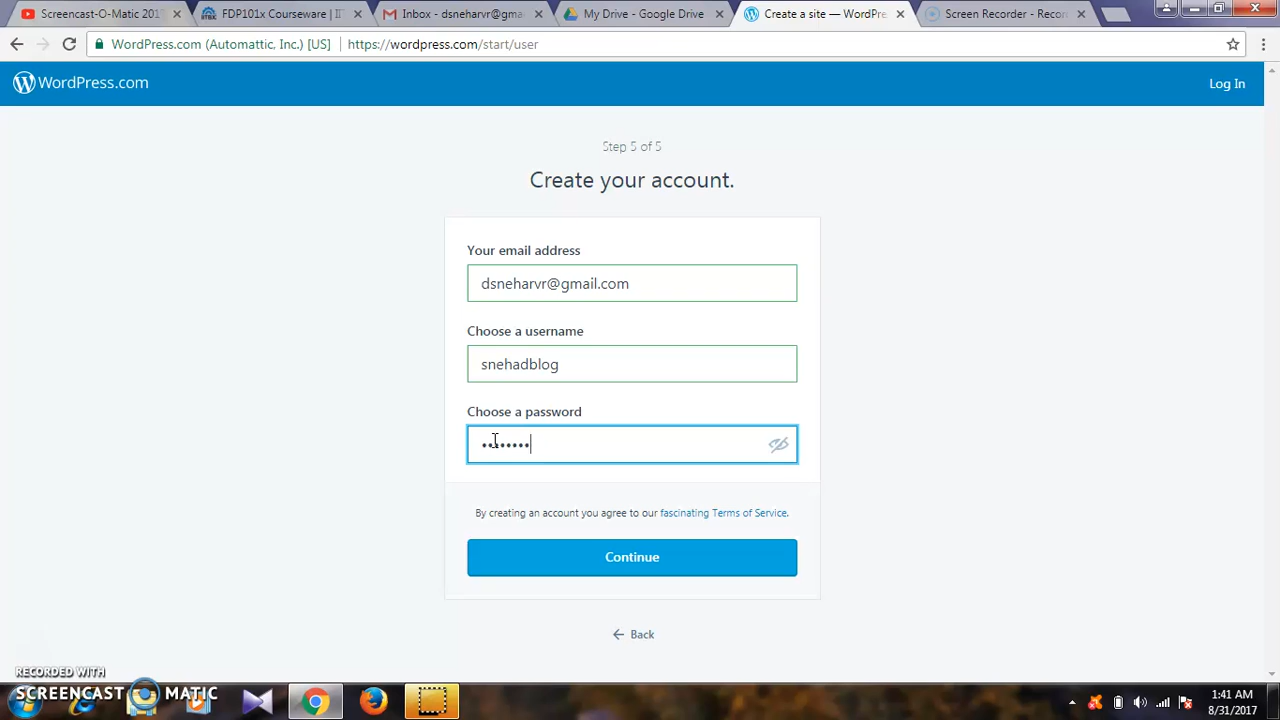 Screencast-O-Matic 2017
FDP101x Courseware | II
Inbox - dsneharvr@gma
My Drive - Google Drive
Create a site — WordPre
Screen Recorder - Recor
WordPress.com (Automattic, Inc.) [US]
https://wordpress.com/start/user
WordPress.com
Log In
Step 5 of 5
Create your account.
Your email address
dsneharvr@gmail.com
Choose a username
snehadblog
Choose a password
By creating an account you agree to our fascinating Terms of Service.
Continue
← Back
RECORDED WITH
SCREENCAST MATIC
1:41 AM
8/31/2017